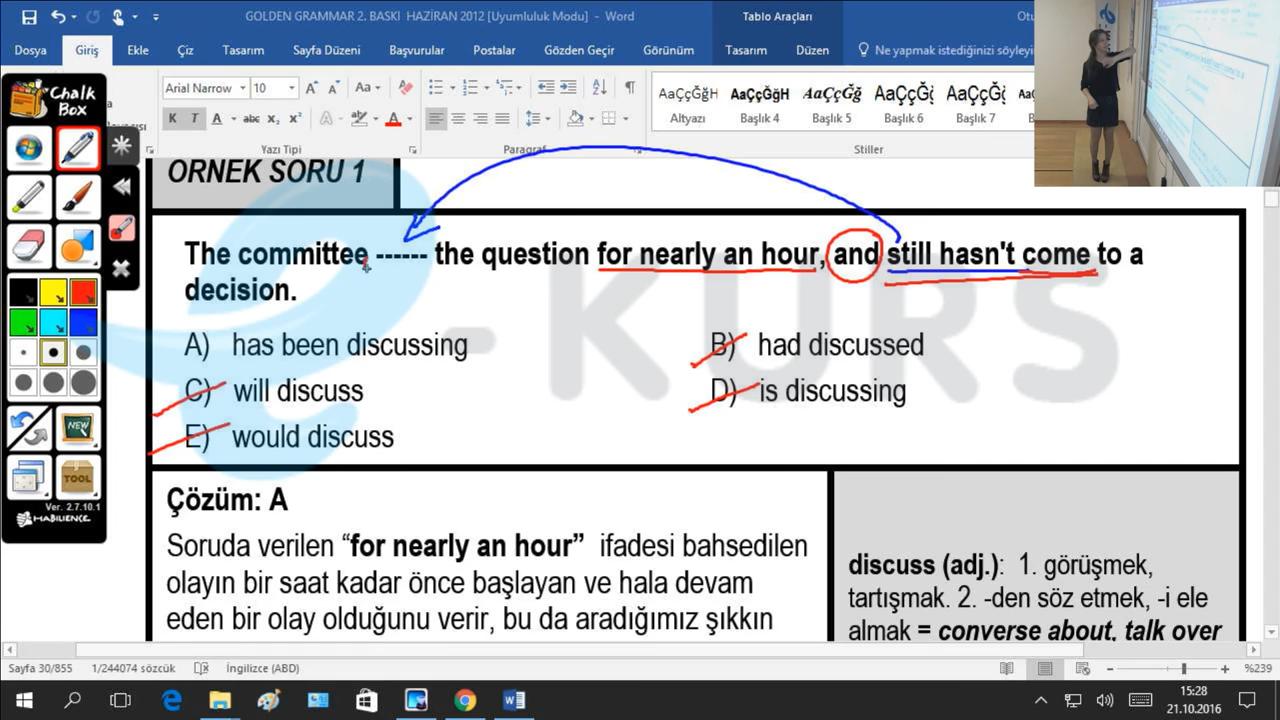 GOLDEN GRAMMAR 2. BASKI HAZİRAN 2012 [Uyumluluk Modu] - Word
Tablo Araçları
Dosya Giriş Ekle Çiz Tasarım Sayfa Düzeni Başvurular Postalar Gözden Geçir Görünüm Tasarım Düzen Ne yapmak istediğinizi söyleyin
Chalk
Box
Arial Narrow 10
Yazı Tipi
Paragraf
AaÇçĞğH Altyazı
AaÇçĞğH Başlık 4
AaÇçĞğ Başlık 5
AaÇçĞğ Başlık 6
AaÇçĞğ Başlık 7
Stiller
ÖRNEK SORU 1
The committee ------ the question for nearly an hour, and still hasn't come to a
decision.
A) has been discussing
B) had discussed
C) will discuss
D) is discussing
E) would discuss
e-KURS
Çözüm: A
Soruda verilen “for nearly an hour” ifadesi bahsedilen
olayın bir saat kadar önce başlayan ve hala devam
eden bir olay olduğunu verir, bu da aradığımız şıkkın
discuss (adj.): 1. görüşmek,
tartışmak. 2. -den söz etmek, -i ele
almak = converse about, talk over
NEW
TOOL
Ver. 2.7.10.1
MABILIENCE
Sayfa 30/855 1/244074 sözcük İngilizce (ABD) %239
15:28
21.10.2016